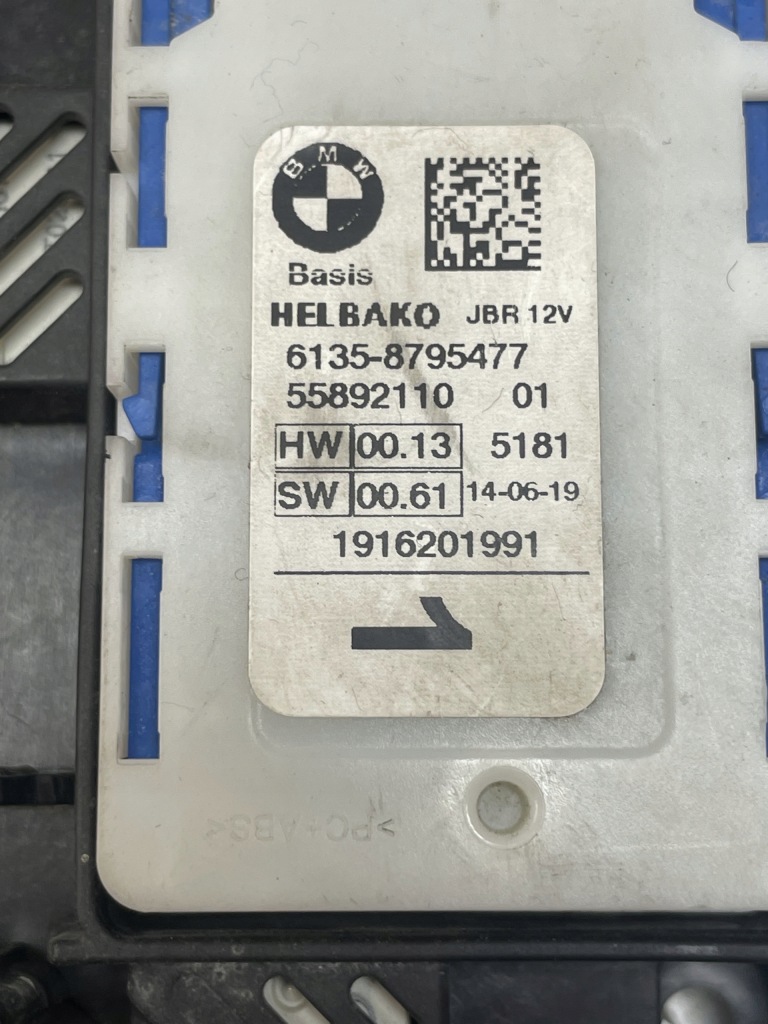 BMW
Basis
HELBAKO JBR 12V
6135-8795477
55892110 01
HW 00.13 5181
SW 00.61 14-06-19
1916201991
1
>PC+ABS<